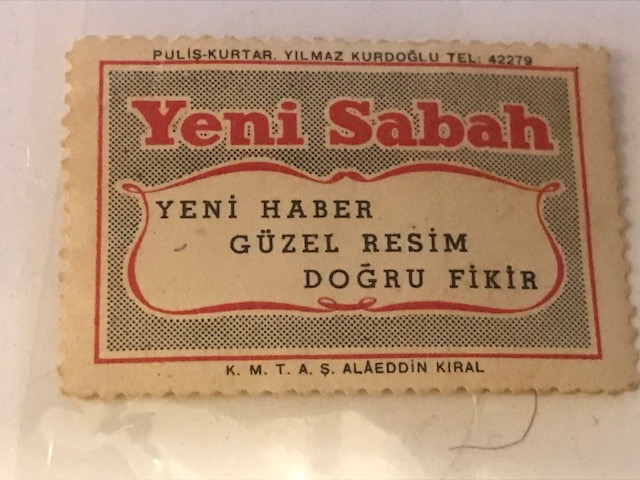 PULİŞ-KURTAR. YILMAZ KURDOĞLU TEL: 42279
Yeni Sabah
YENİ HABER
GÜZEL RESİM
DOĞRU FİKİR
K. M. T. A. Ş. ALÂEDDİN KIRAL